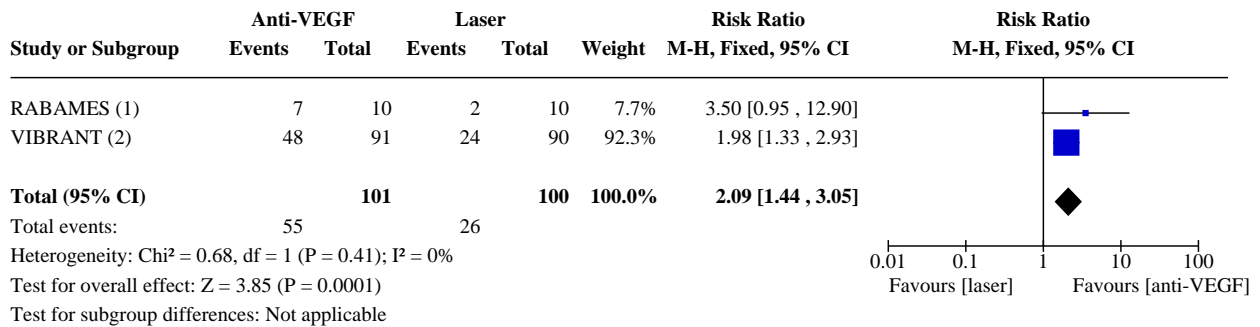 Anti-VEGF Laser Risk Ratio Risk Ratio
Study or Subgroup Events Total Events Total Weight M-H, Fixed, 95% CI M-H, Fixed, 95% CI
RABAMES (1) 7 10 2 10 7.7% 3.50 [0.95 , 12.90]
VIBRANT (2) 48 91 24 90 92.3% 1.98 [1.33 , 2.93]
Total (95% CI) 101 100 100.0% 2.09 [1.44 , 3.05]
Total events: 55 26
Heterogeneity: Chi² = 0.68, df = 1 (P = 0.41); I² = 0%
Test for overall effect: Z = 3.85 (P = 0.0001)
Test for subgroup differences: Not applicable
0.01 0.1 1 10 100
Favours [laser] Favours [anti-VEGF]